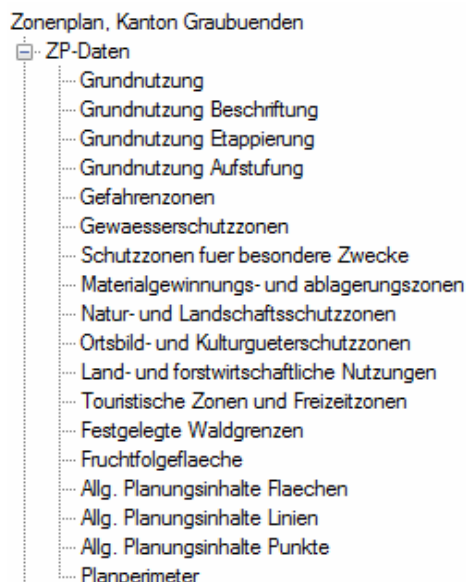 Zonenplan, Kanton Graubuenden
ZP-Daten
Grundnutzung
Grundnutzung Beschriftung
Grundnutzung Etappierung
Grundnutzung Aufstufung
Gefahrenzonen
Gewaesserschutzzonen
Schutzzonen fuer besondere Zwecke
Materialgewinnungs- und ablagerungszonen
Natur- und Landschaftsschutzzonen
Ortsbild- und Kulturgueterschutzzonen
Land- und forstwirtschaftliche Nutzungen
Touristische Zonen und Freizeitzonen
Festgelegte Waldgrenzen
Fruchtfolgeflaeche
Allg. Planungsinhalte Flaechen
Allg. Planungsinhalte Linien
Allg. Planungsinhalte Punkte
Planperimeter